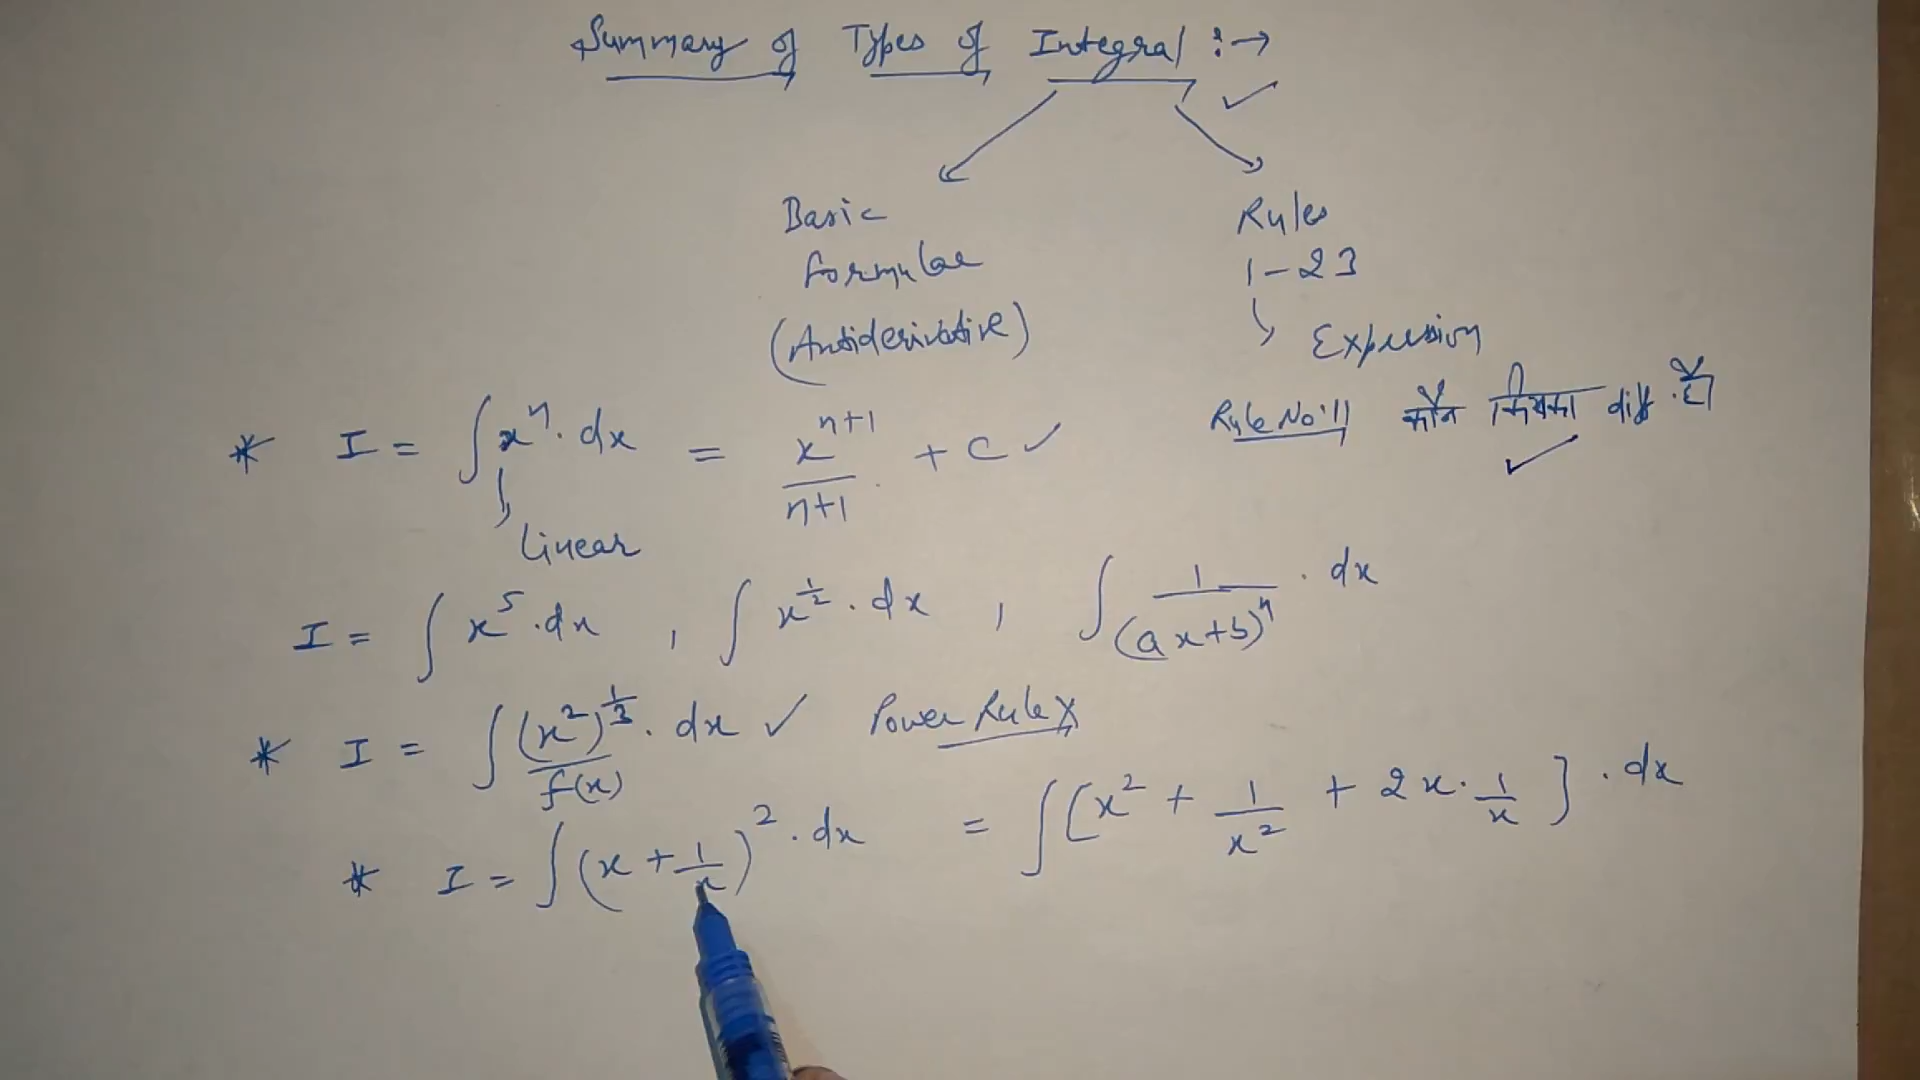 Summary of Types of Integral :→ ✓
Basic Formulae (Antiderivative)
Rules 1-23
Expression
Rule No: 11 कौन किसका diff. है ✓
* I = ∫ xⁿ · dx = xⁿ⁺¹/(n+1) + C ✓
Linear
I = ∫ x⁵ · dx , ∫ x^(1/2) · dx , ∫ 1/(ax+b)ⁿ · dx
* I = ∫ (x²)^(1/3) · dx ✓ Power Rule X
f(x)
* I = ∫ (x + 1/x)² · dx = ∫ [x² + 1/x² + 2x · 1/x] · dx